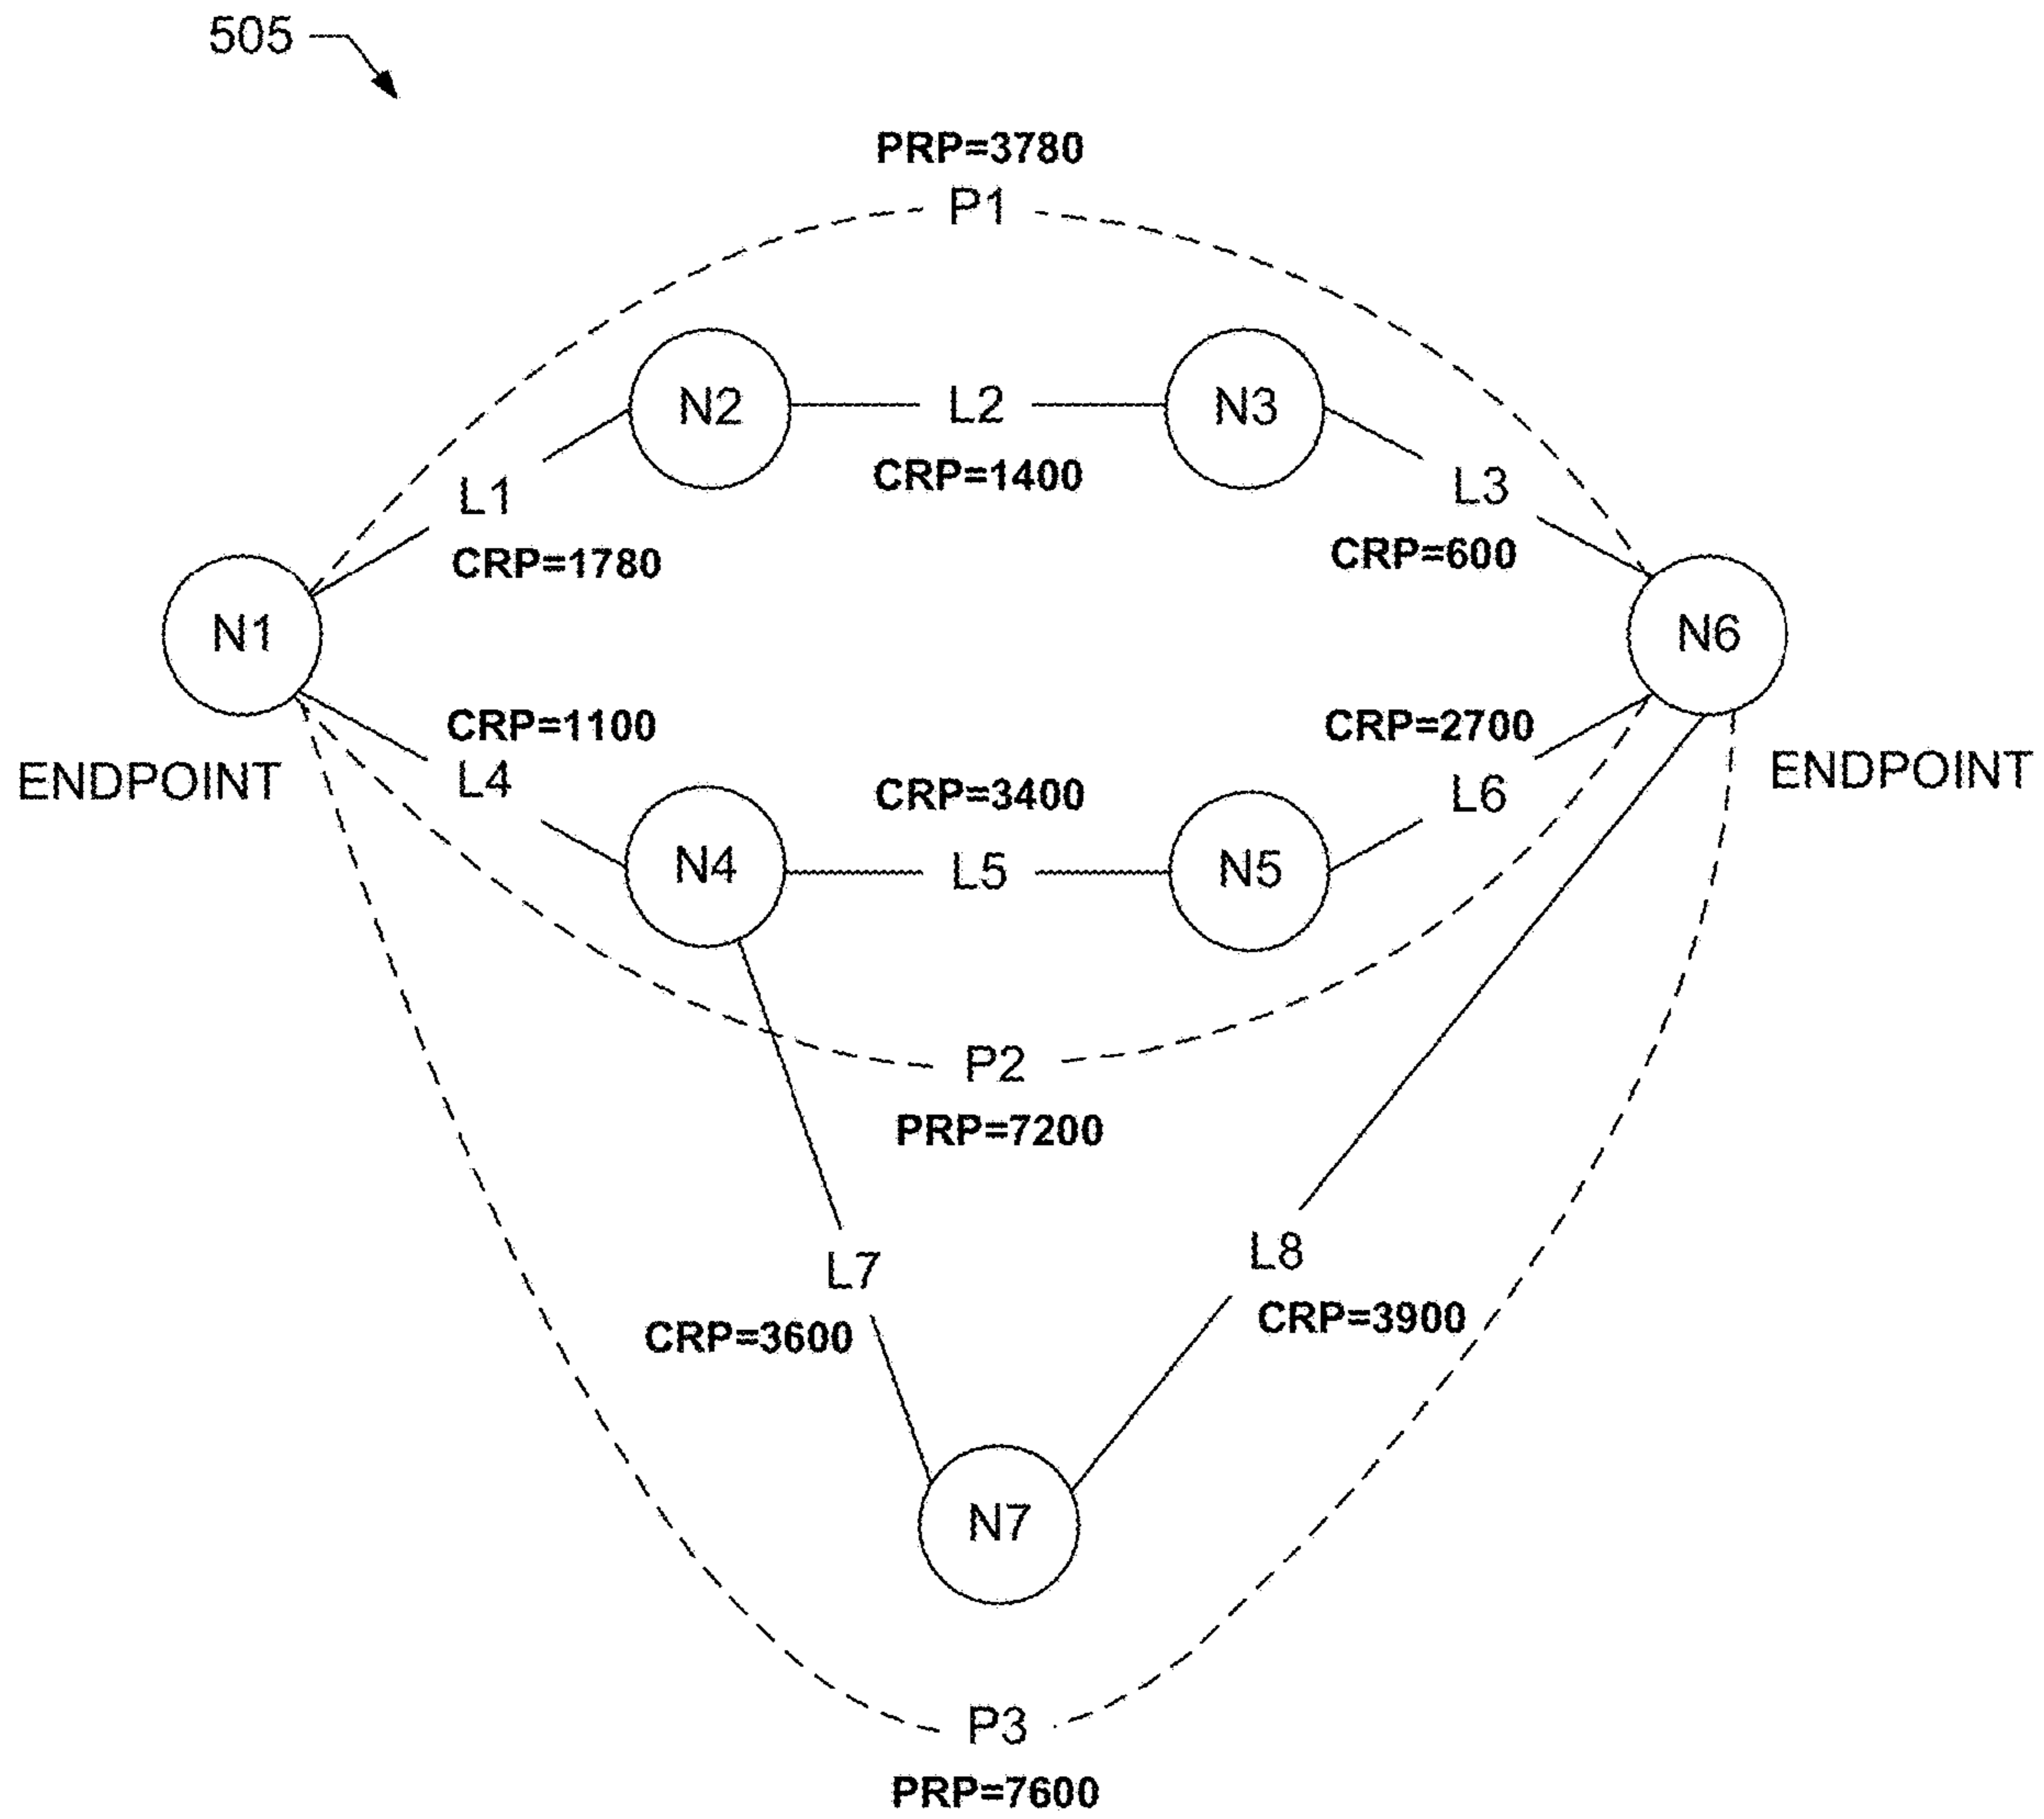 505
PRP=3780
P1
N2
L2
N3
CRP=1400
L1
L3
CRP=1780
CRP=600
N1
N6
CRP=1100
CRP=2700
ENDPOINT
L4
CRP=3400
L6
ENDPOINT
N4
L5
N5
P2
PRP=7200
L7
L8
CRP=3600
CRP=3900
N7
P3
PRP=7600